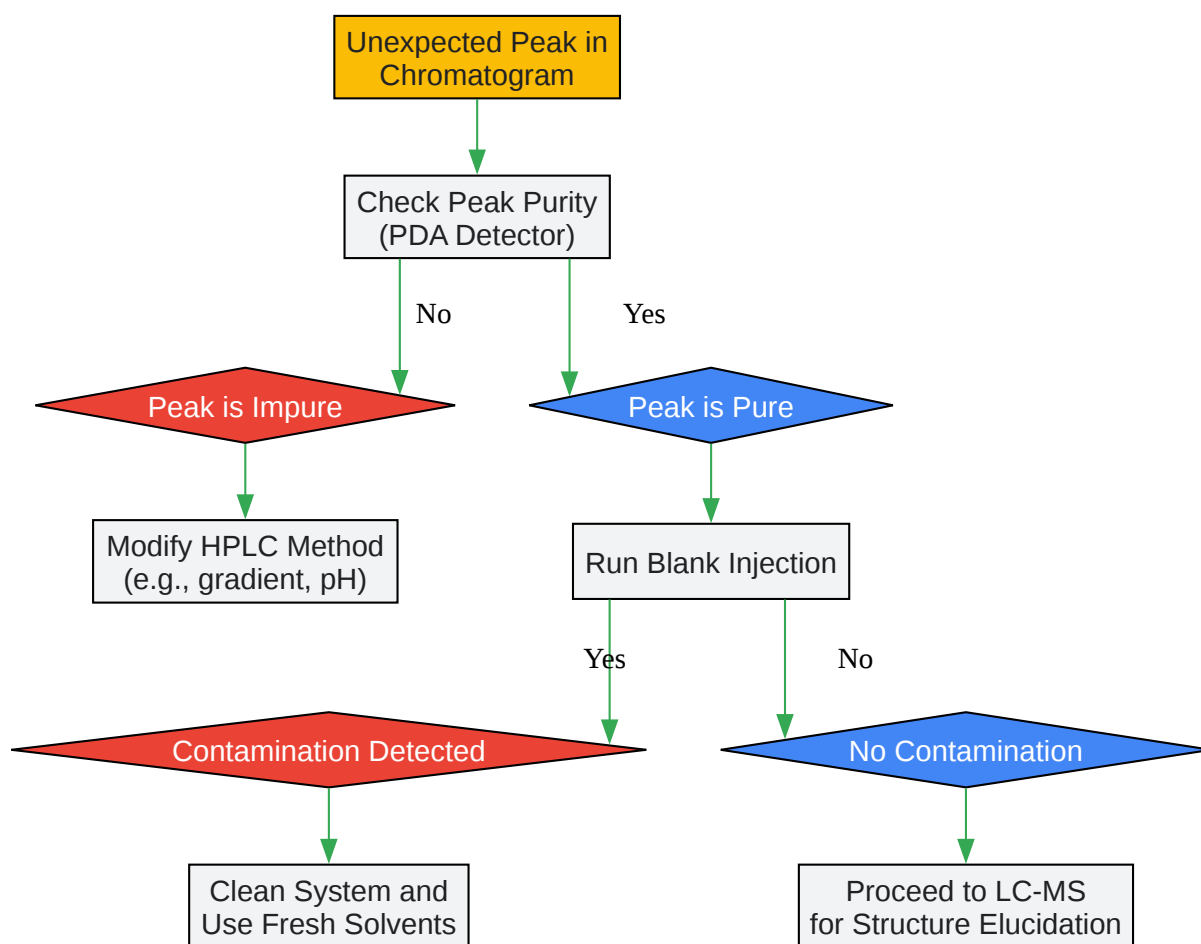 Unexpected Peak in
Chromatogram
Check Peak Purity
(PDA Detector)
No
Yes
Peak is Impure
Peak is Pure
Modify HPLC Method
(e.g., gradient, pH)
Run Blank Injection
Yes
No
Contamination Detected
No Contamination
Clean System and
Use Fresh Solvents
Proceed to LC-MS
for Structure Elucidation